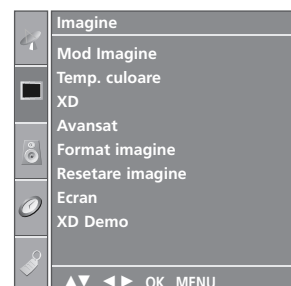 Imagine
Mod Imagine
Temp. culoare
XD
Avansat
Format imagine
Resetare imagine
Ecran
XD Demo
▲▼ ◄► OK MENU